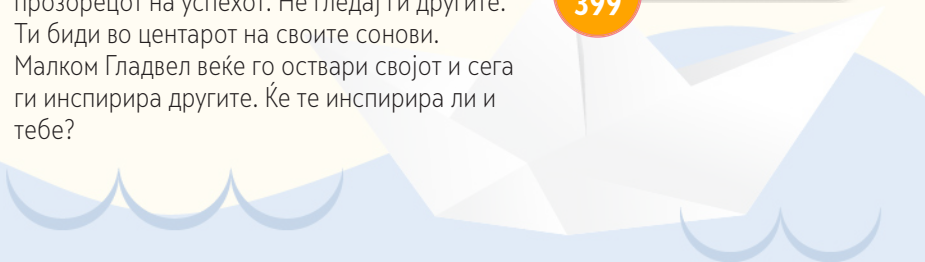 прозорецот на успехот. Не гледај ги другите.
Ти биди во центарот на своите сонови.
Малком Гладвел веќе го оствари својот и сега
ги инспирира другите. Ќе те инспирира ли и
тебе?
399